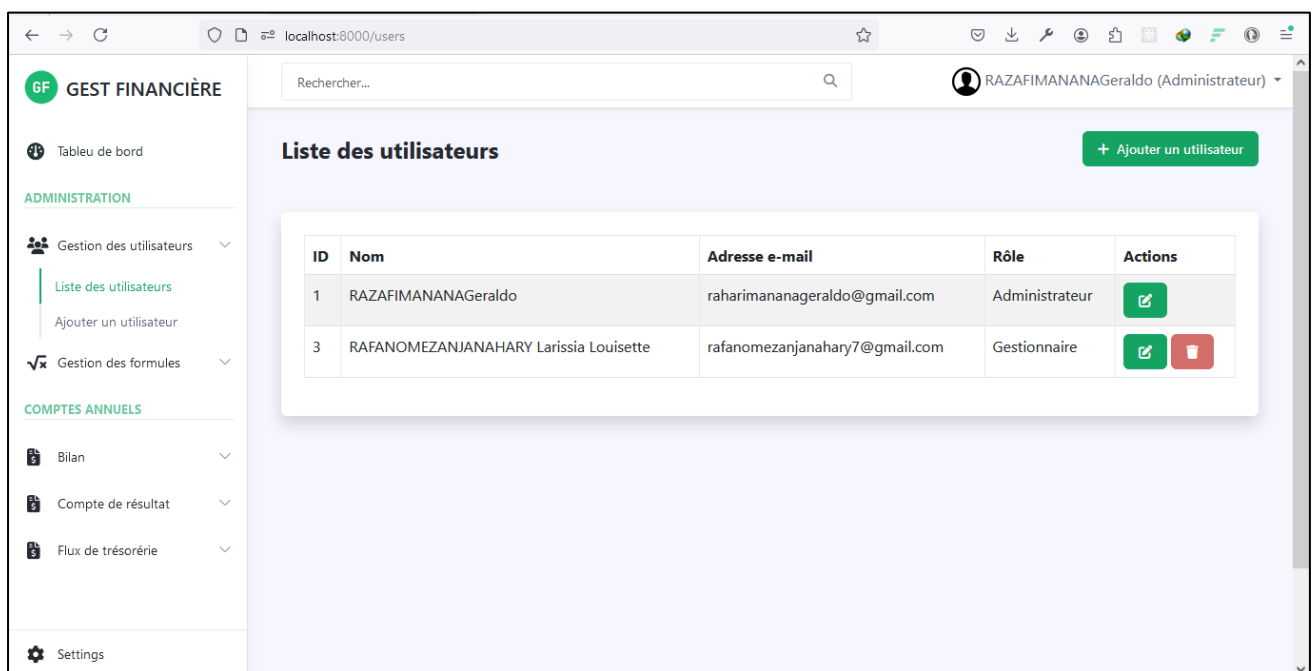 localhost:8000/users
GF GEST FINANCIÈRE
Rechercher...
RAZAFIMANANAGeraldo (Administrateur)
Tableu de bord
ADMINISTRATION
Gestion des utilisateurs
Liste des utilisateurs
Ajouter un utilisateur
√x Gestion des formules
COMPTES ANNUELS
Bilan
Compte de résultat
Flux de trésorérie
Settings
Liste des utilisateurs
+ Ajouter un utilisateur
ID Nom Adresse e-mail Rôle Actions
1 RAZAFIMANANAGeraldo raharimananageraldo@gmail.com Administrateur
3 RAFANOMEZANJANAHARY Larissia Louisette rafanomezanjanahary7@gmail.com Gestionnaire